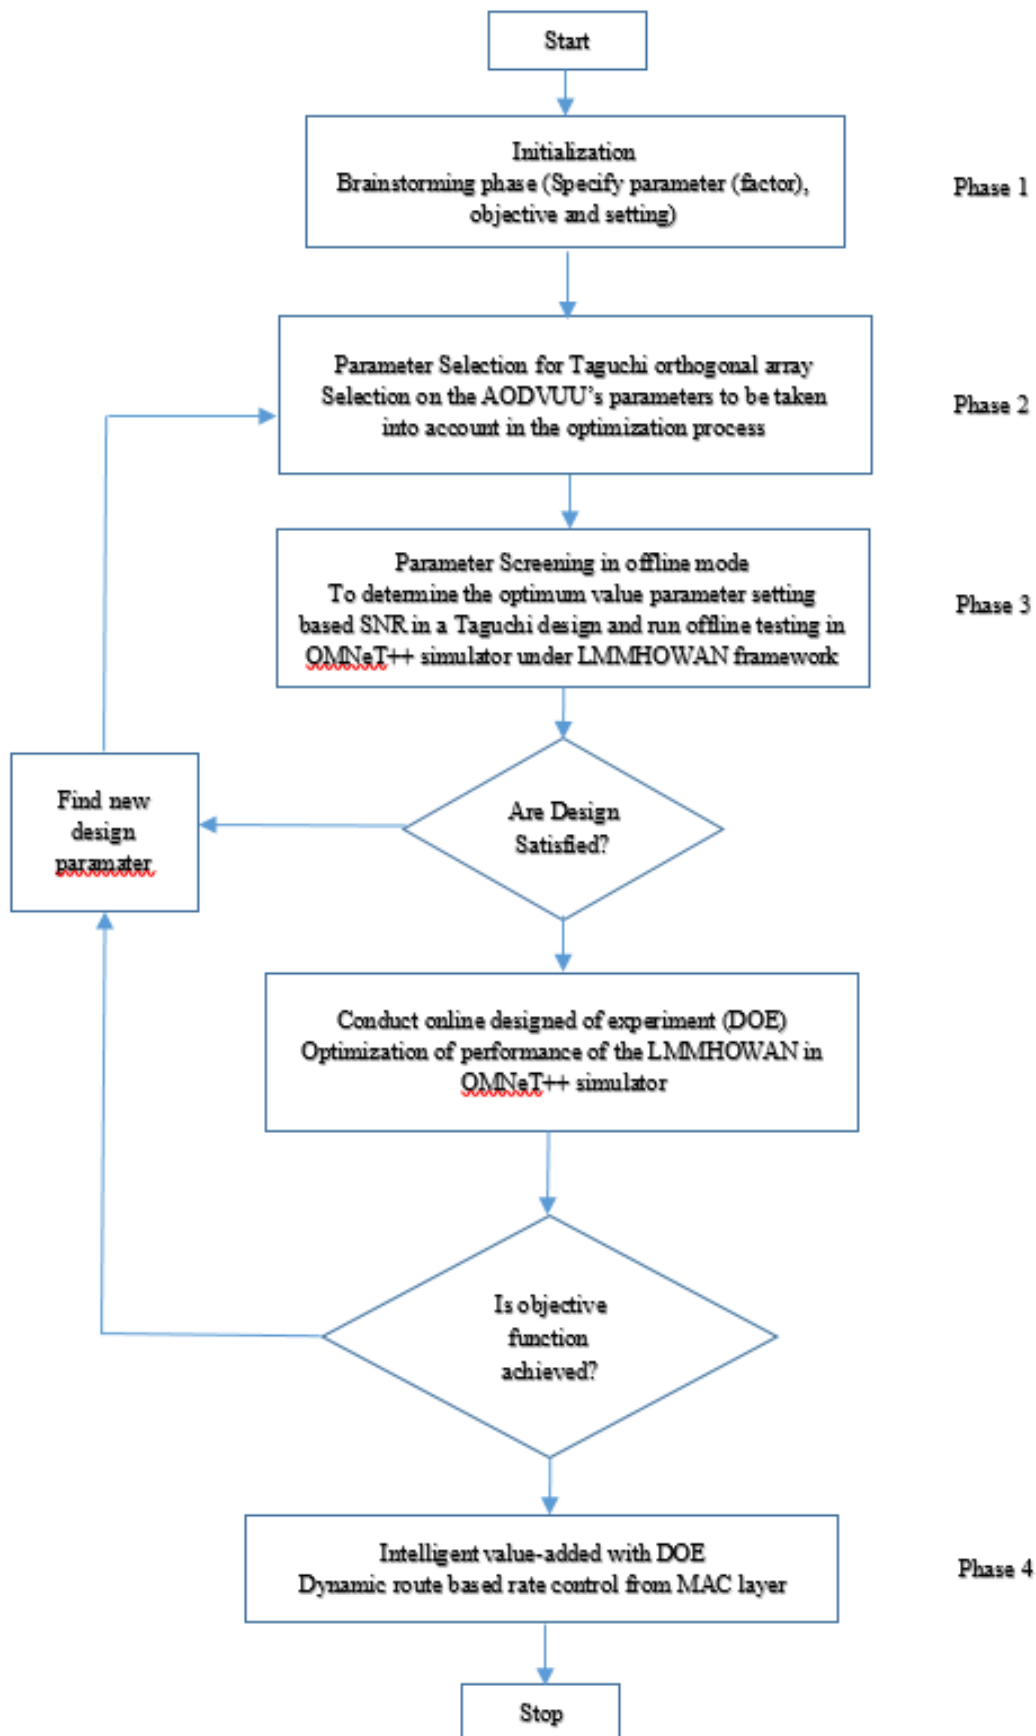 Start
Initialization
Brainstorming phase (Specify parameter (factor),
objective and setting)
Phase 1
Parameter Selection for Taguchi orthogonal array
Selection on the AODVUU's parameters to be taken
into account in the optimization process
Phase 2
Parameter Screening in offline mode
To determine the optimum value parameter setting
based SNR in a Taguchi design and run offline testing in
OMNeT++ simulator under LMMHOWAN framework
Phase 3
Find new
design
paramater
Are Design
Satisfied?
Conduct online designed of experiment (DOE)
Optimization of performance of the LMMHOWAN in
OMNeT++ simulator
Is objective
function
achieved?
Intelligent value-added with DOE
Dynamic route based rate control from MAC layer
Phase 4
Stop